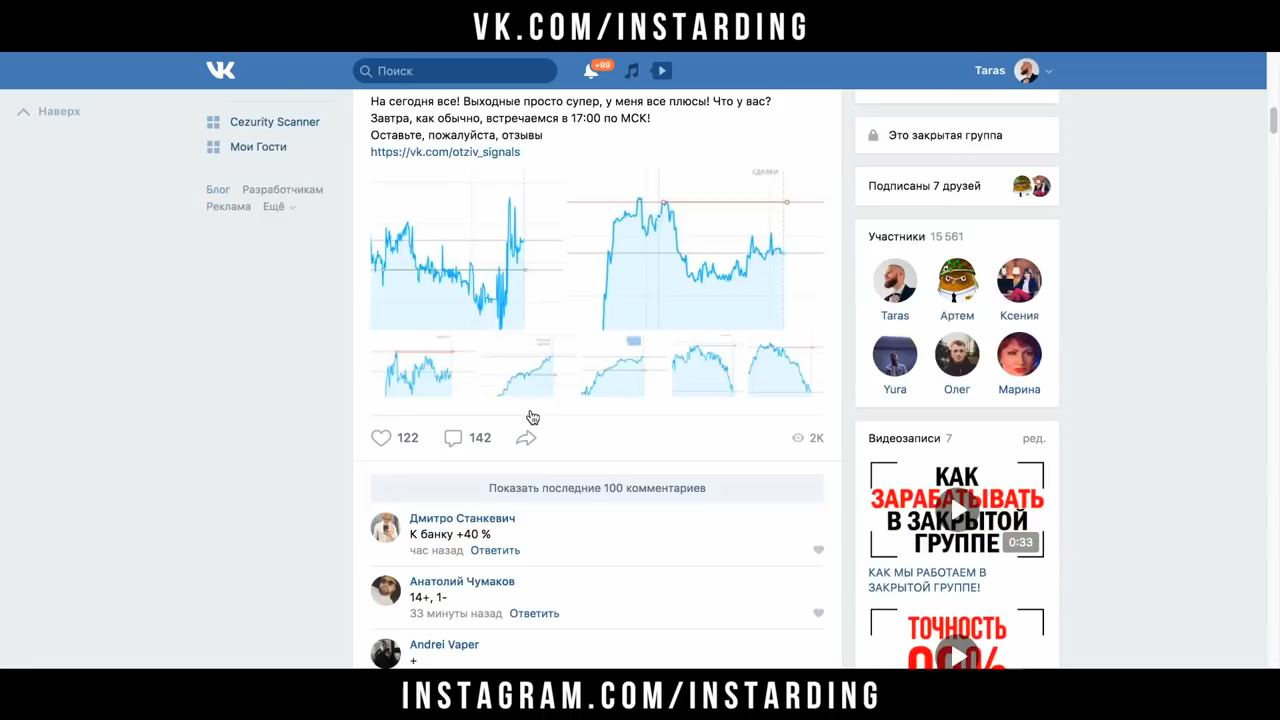 VK.COM/INSTARDING
Поиск
+99
Taras
Наверх
Cezurity Scanner
Мои Гости
Блог Разработчикам
Реклама Ещё
На сегодня все! Выходные просто супер, у меня все плюсы! Что у вас?
Завтра, как обычно, встречаемся в 17:00 по МСК!
Оставьте, пожалуйста, отзывы
https://vk.com/otziv_signals
СДЕЛКИ
122 142 2K
Показать последние 100 комментариев
Дмитро Станкевич
К банку +40 %
час назад Ответить
Анатолий Чумаков
14+, 1-
33 минуты назад Ответить
Andrei Vaper
+
Это закрытая группа
Подписаны 7 друзей
Участники 15 561
Taras Артем Ксения
Yura Олег Марина
Видеозаписи 7 ред.
КАК
ЗАРАБАТЫВАТЬ
В ЗАКРЫТОЙ
ГРУППЕ
0:33
КАК МЫ РАБОТАЕМ В
ЗАКРЫТОЙ ГРУППЕ!
ТОЧНОСТЬ
INSTAGRAM.COM/INSTARDING